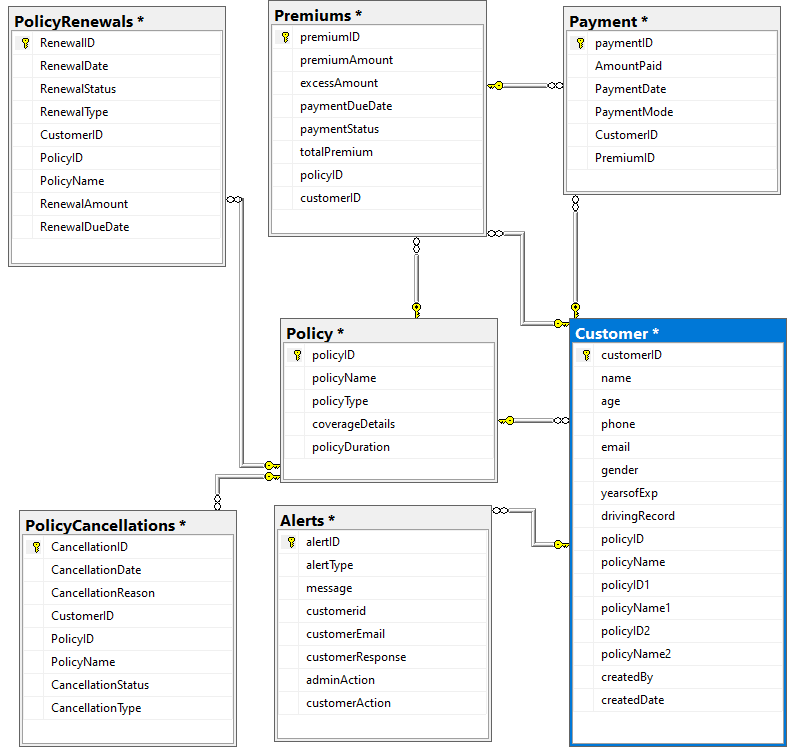 PolicyRenewals *
RenewalID
RenewalDate
RenewalStatus
RenewalType
CustomerID
PolicyID
PolicyName
RenewalAmount
RenewalDueDate
Premiums *
premiumID
premiumAmount
excessAmount
paymentDueDate
paymentStatus
totalPremium
policyID
customerID
Payment *
paymentID
AmountPaid
PaymentDate
PaymentMode
CustomerID
PremiumID
Policy *
policyID
policyName
policyType
coverageDetails
policyDuration
Customer *
customerID
name
age
phone
email
gender
yearsofExp
drivingRecord
policyID
policyName
policyID1
policyName1
policyID2
policyName2
createdBy
createdDate
PolicyCancellations *
CancellationID
CancellationDate
CancellationReason
CustomerID
PolicyID
PolicyName
CancellationStatus
CancellationType
Alerts *
alertID
alertType
message
customerid
customerEmail
customerResponse
adminAction
customerAction